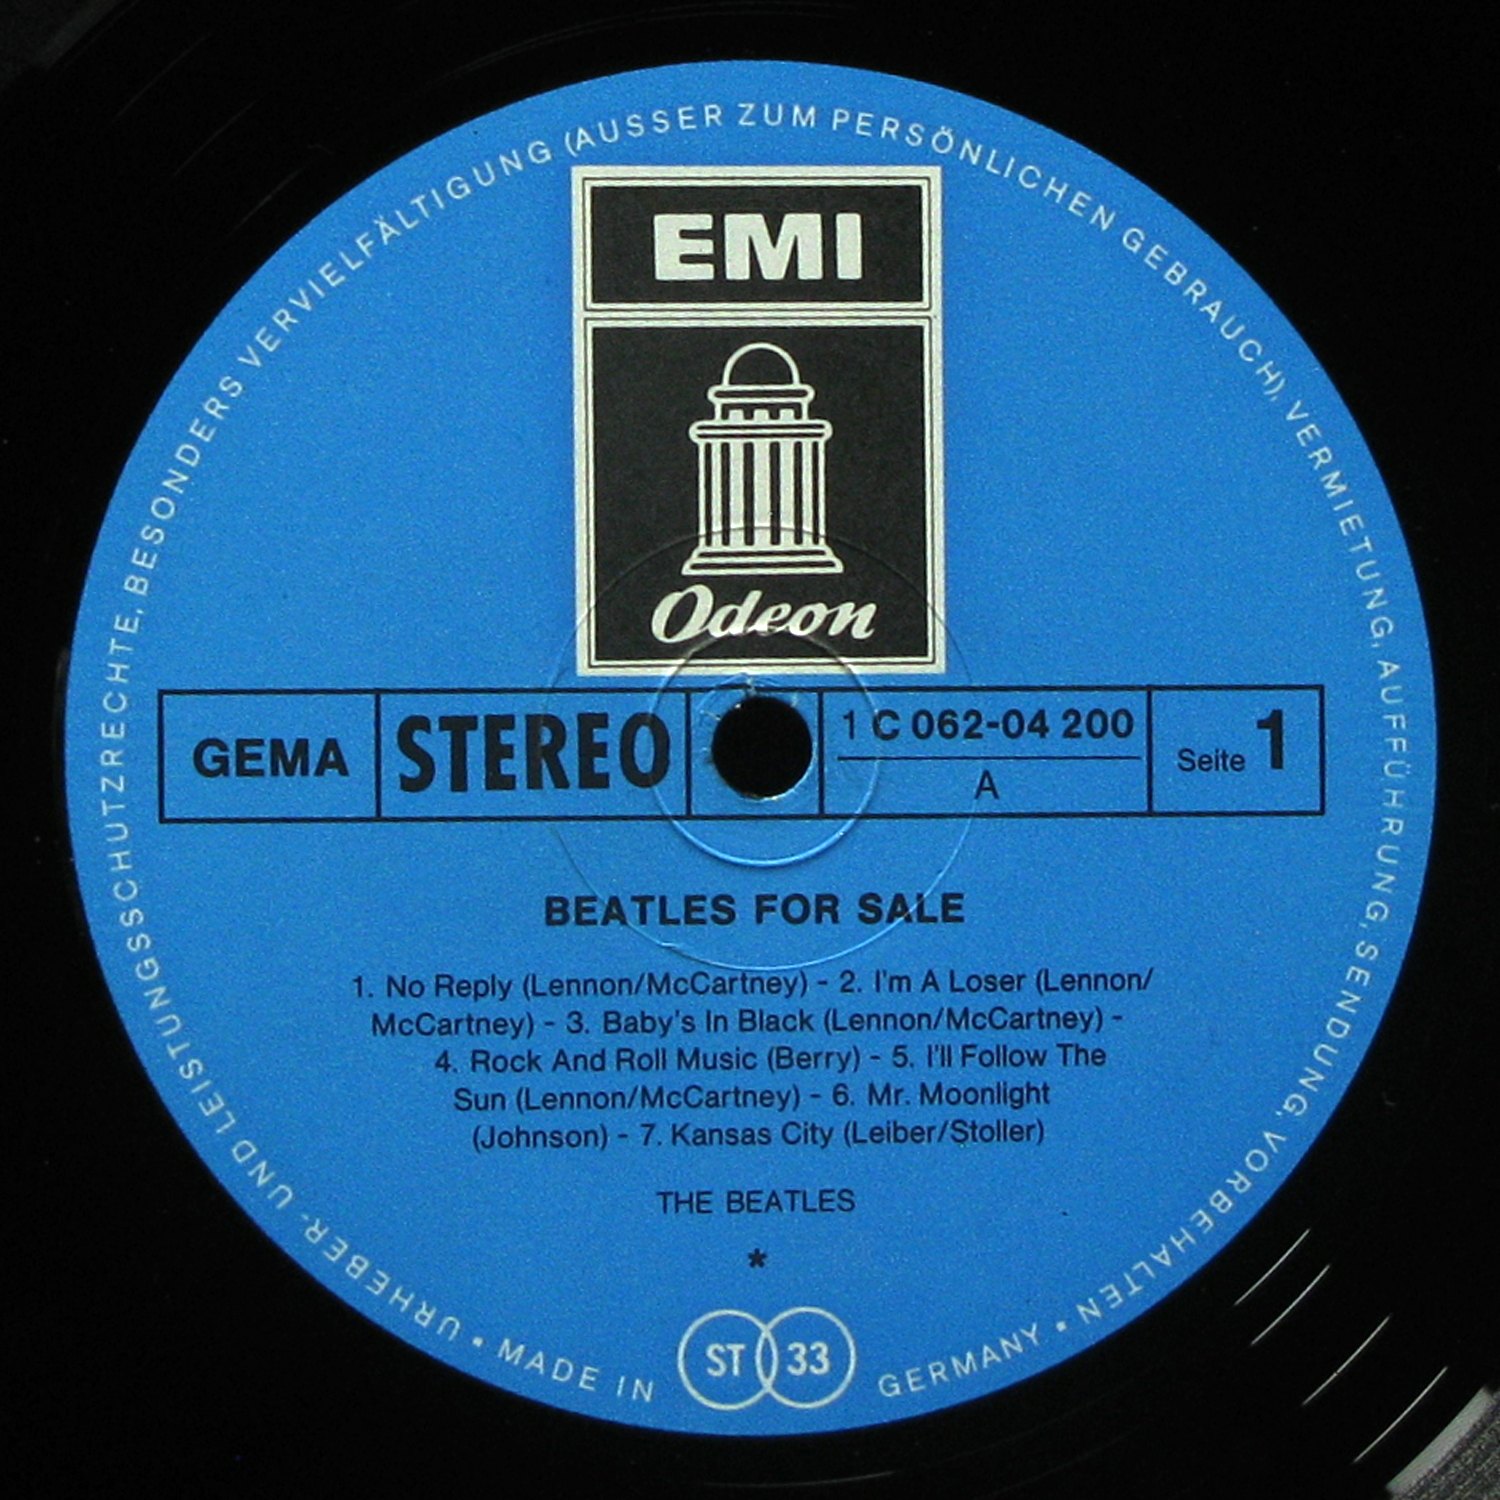 URHEBER- UND LEISTUNGSSCHUTZRECHTE, BESONDERS VERVIELFÄLTIGUNG (AUSSER ZUM PERSÖNLICHEN GEBRAUCH), VERMIETUNG, AUFFÜHRUNG, SENDUNG, VORBEHALTEN •
EMI
Odeon
GEMA
STEREO
1 C 062-04 200
A
Seite 1
BEATLES FOR SALE
1. No Reply (Lennon/McCartney) - 2. I'm A Loser (Lennon/
McCartney) - 3. Baby's In Black (Lennon/McCartney) -
4. Rock And Roll Music (Berry) - 5. I'll Follow The
Sun (Lennon/McCartney) - 6. Mr. Moonlight
(Johnson) - 7. Kansas City (Leiber/Stoller)
THE BEATLES
*
• MADE IN GERMANY
ST 33